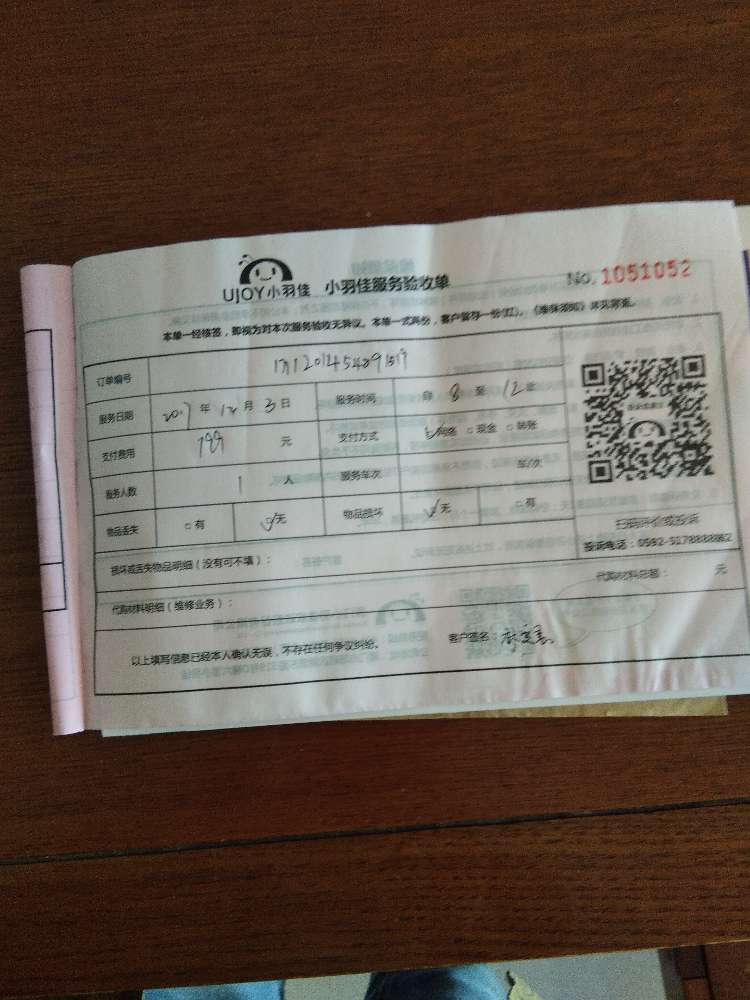 UJOY小羽佳 小羽佳服务验收单 No. 1051052
本单一经核签，即视为对本次服务验收无异议。本单一式两份，客户留存一份(红)。《维保须知》详见背面。
订单编号
服务日期 2017 年 12 月 3 日 服务时间 自 8 至 12 
支付费用 199 元 支付方式 ☑网络 □现金 □转账
服务人数 1 人 服务车次 车/次
物品丢失 □有 ☑无 物品损坏 ☑无 □有
扫码评价或投诉
投诉电话：0592-5178888882
损坏或丢失物品明细（没有可不填）：
代购材料明细（维修业务）： 代购材料总额： 元
以上填写信息已经本人确认无误，不存在任何争议纠纷。 客户签名：